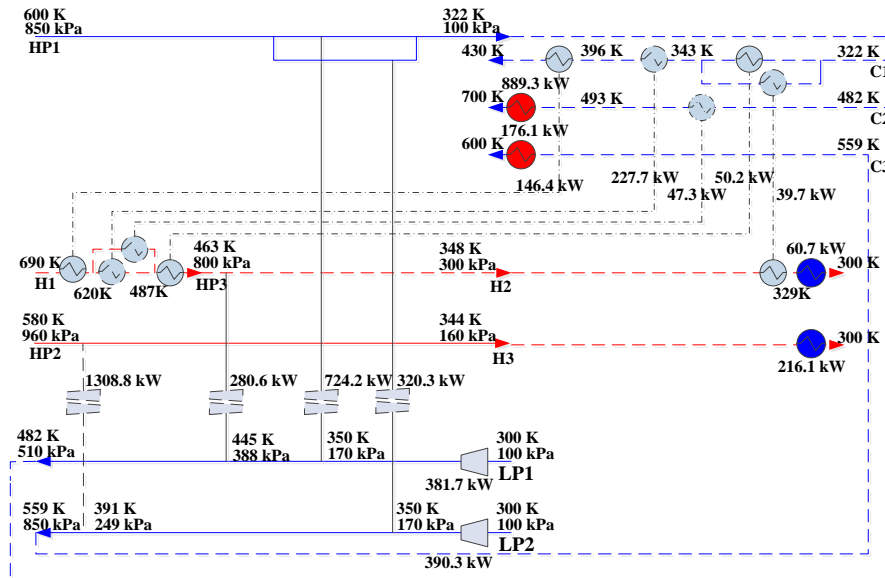 600 K
850 kPa
HP1
322 K
100 kPa
430 K
396 K
343 K
322 K
C1
889.3 kW
700 K
493 K
482 K
C2
176.1 kW
600 K
559 K
C3
146.4 kW
227.7 kW
47.3 kW
50.2 kW
39.7 kW
690 K
H1
620K
487K
463 K
800 kPa
HP3
348 K
300 kPa
H2
60.7 kW
329K
300 K
580 K
960 kPa
HP2
344 K
160 kPa
H3
300 K
216.1 kW
1308.8 kW
280.6 kW
724.2 kW
320.3 kW
482 K
510 kPa
445 K
388 kPa
350 K
170 kPa
300 K
100 kPa
LP1
381.7 kW
559 K
850 kPa
391 K
249 kPa
350 K
170 kPa
300 K
100 kPa
LP2
390.3 kW